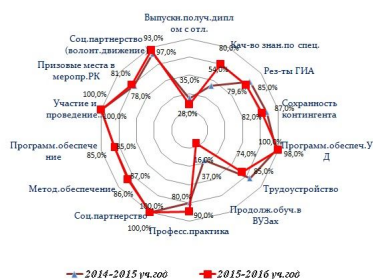 Выпуски.получ.дипл
ом с отл.
Соц.партнерство
(волонт.движение
Кач-во знан.по спец.
93,0%
80,0%
97,0%
Призовые места в
меропр.РК
35,0%
54,0%
Рез-ты ГИА
81,0%
79,6%
85,0%
78,0%
28,0%
Участие и
проведение.
100,0%
100,0%
87,0%
82,0%
Сохранность
контингента
Программ.обеспече
ние
85,0%
100,0%
98,0%
Программ.обеспеч.У
Д
74,0%
85,0%
Метод.обеспечение
86,0%
87,0%
16,0%
37,0%
Трудоустройство
Соц.партнерство
100,0%
100,0%
80,0%
90,0%
Продолж.обуч.в
ВУЗах
Професс.практика
2014-2015 уч.год
2015-2016 уч.год